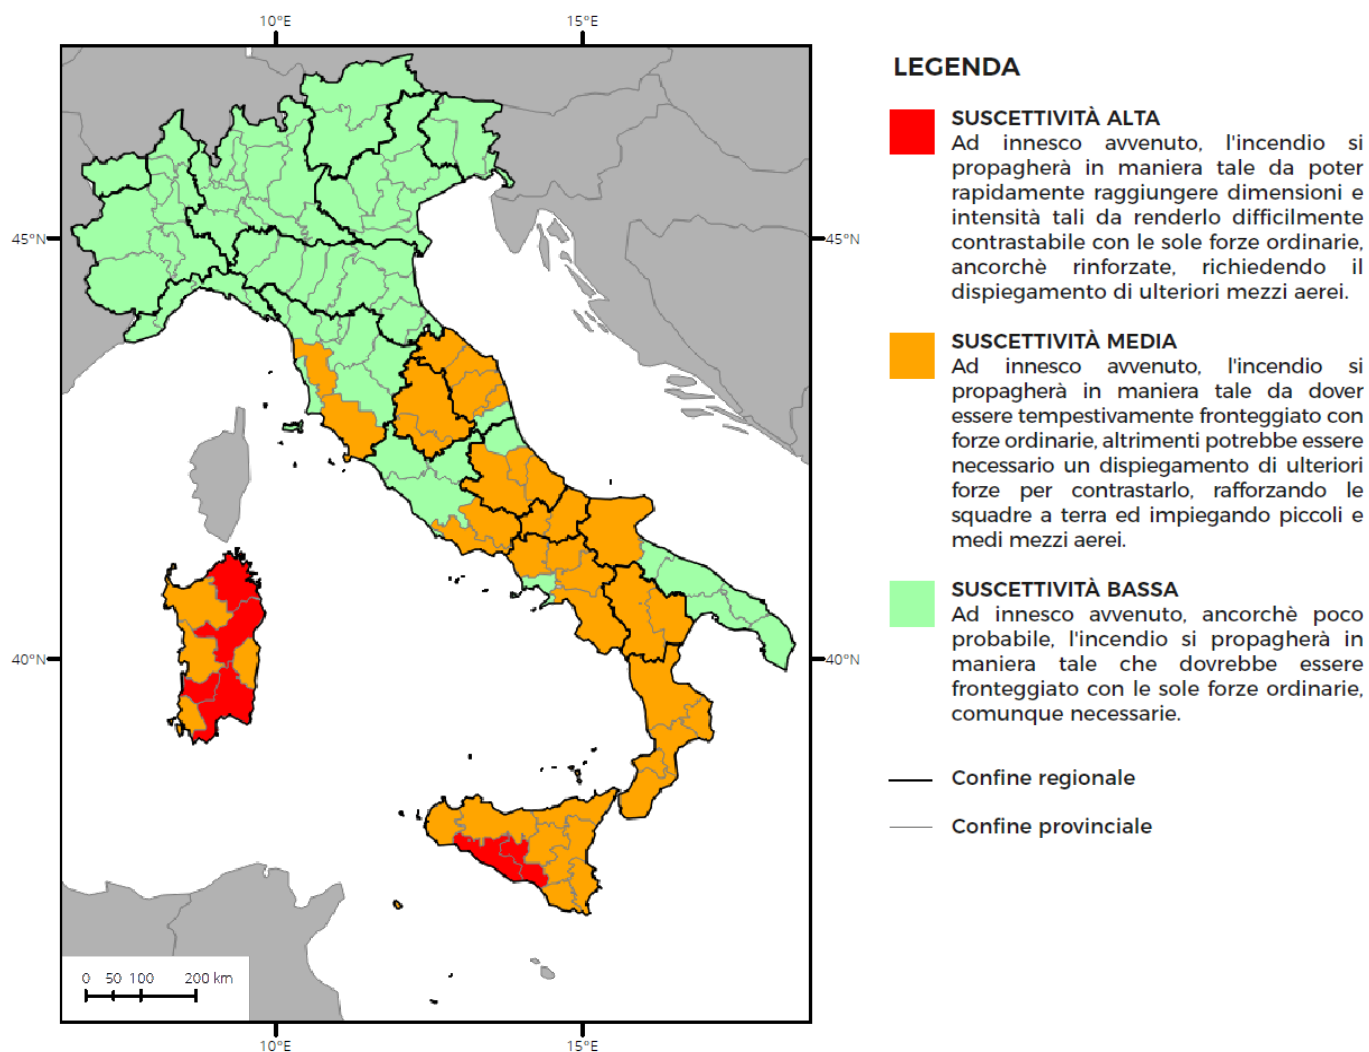 10°E 15°E
45°N 45°N
40°N 40°N
0 50 100 200 km
10°E 15°E
LEGENDA
SUSCETTIVITÀ ALTA
Ad innesco avvenuto, l'incendio si
propagherà in maniera tale da poter
rapidamente raggiungere dimensioni e
intensità tali da renderlo difficilmente
contrastabile con le sole forze ordinarie,
ancorchè rinforzate, richiedendo il
dispiegamento di ulteriori mezzi aerei.
SUSCETTIVITÀ MEDIA
Ad innesco avvenuto, l'incendio si
propagherà in maniera tale da dover
essere tempestivamente fronteggiato con
forze ordinarie, altrimenti potrebbe essere
necessario un dispiegamento di ulteriori
forze per contrastarlo, rafforzando le
squadre a terra ed impiegando piccoli e
medi mezzi aerei.
SUSCETTIVITÀ BASSA
Ad innesco avvenuto, ancorchè poco
probabile, l'incendio si propagherà in
maniera tale che dovrebbe essere
fronteggiato con le sole forze ordinarie,
comunque necessarie.
Confine regionale
Confine provinciale